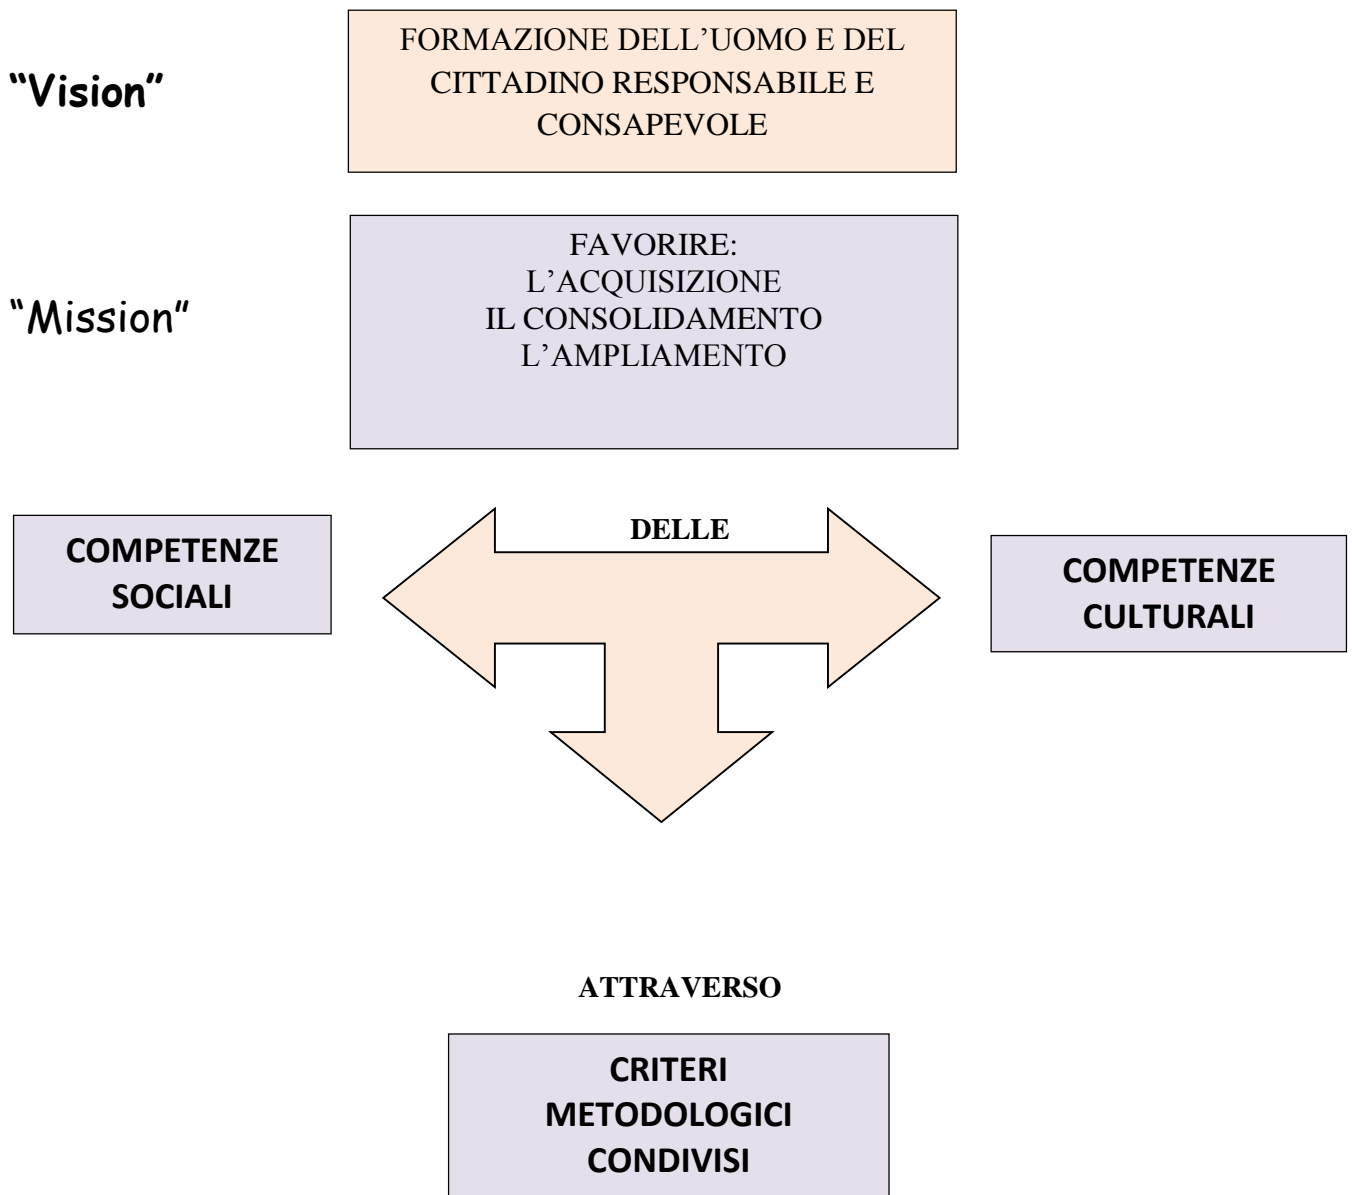 “Vision”
FORMAZIONE DELL’UOMO E DEL
CITTADINO RESPONSABILE E
CONSAPEVOLE
“Mission”
FAVORIRE:
L’ACQUISIZIONE
IL CONSOLIDAMENTO
L’AMPLIAMENTO
COMPETENZE
SOCIALI
DELLE
COMPETENZE
CULTURALI
ATTRAVERSO
CRITERI
METODOLOGICI
CONDIVISI